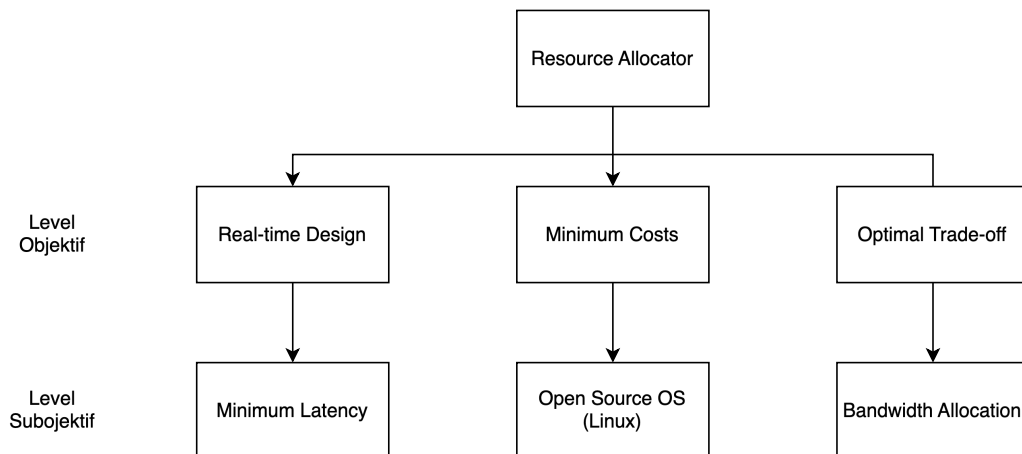 Resource Allocator
Level
Objektif
Real-time Design
Minimum Costs
Optimal Trade-off
Level
Subojektif
Minimum Latency
Open Source OS
(Linux)
Bandwidth Allocation